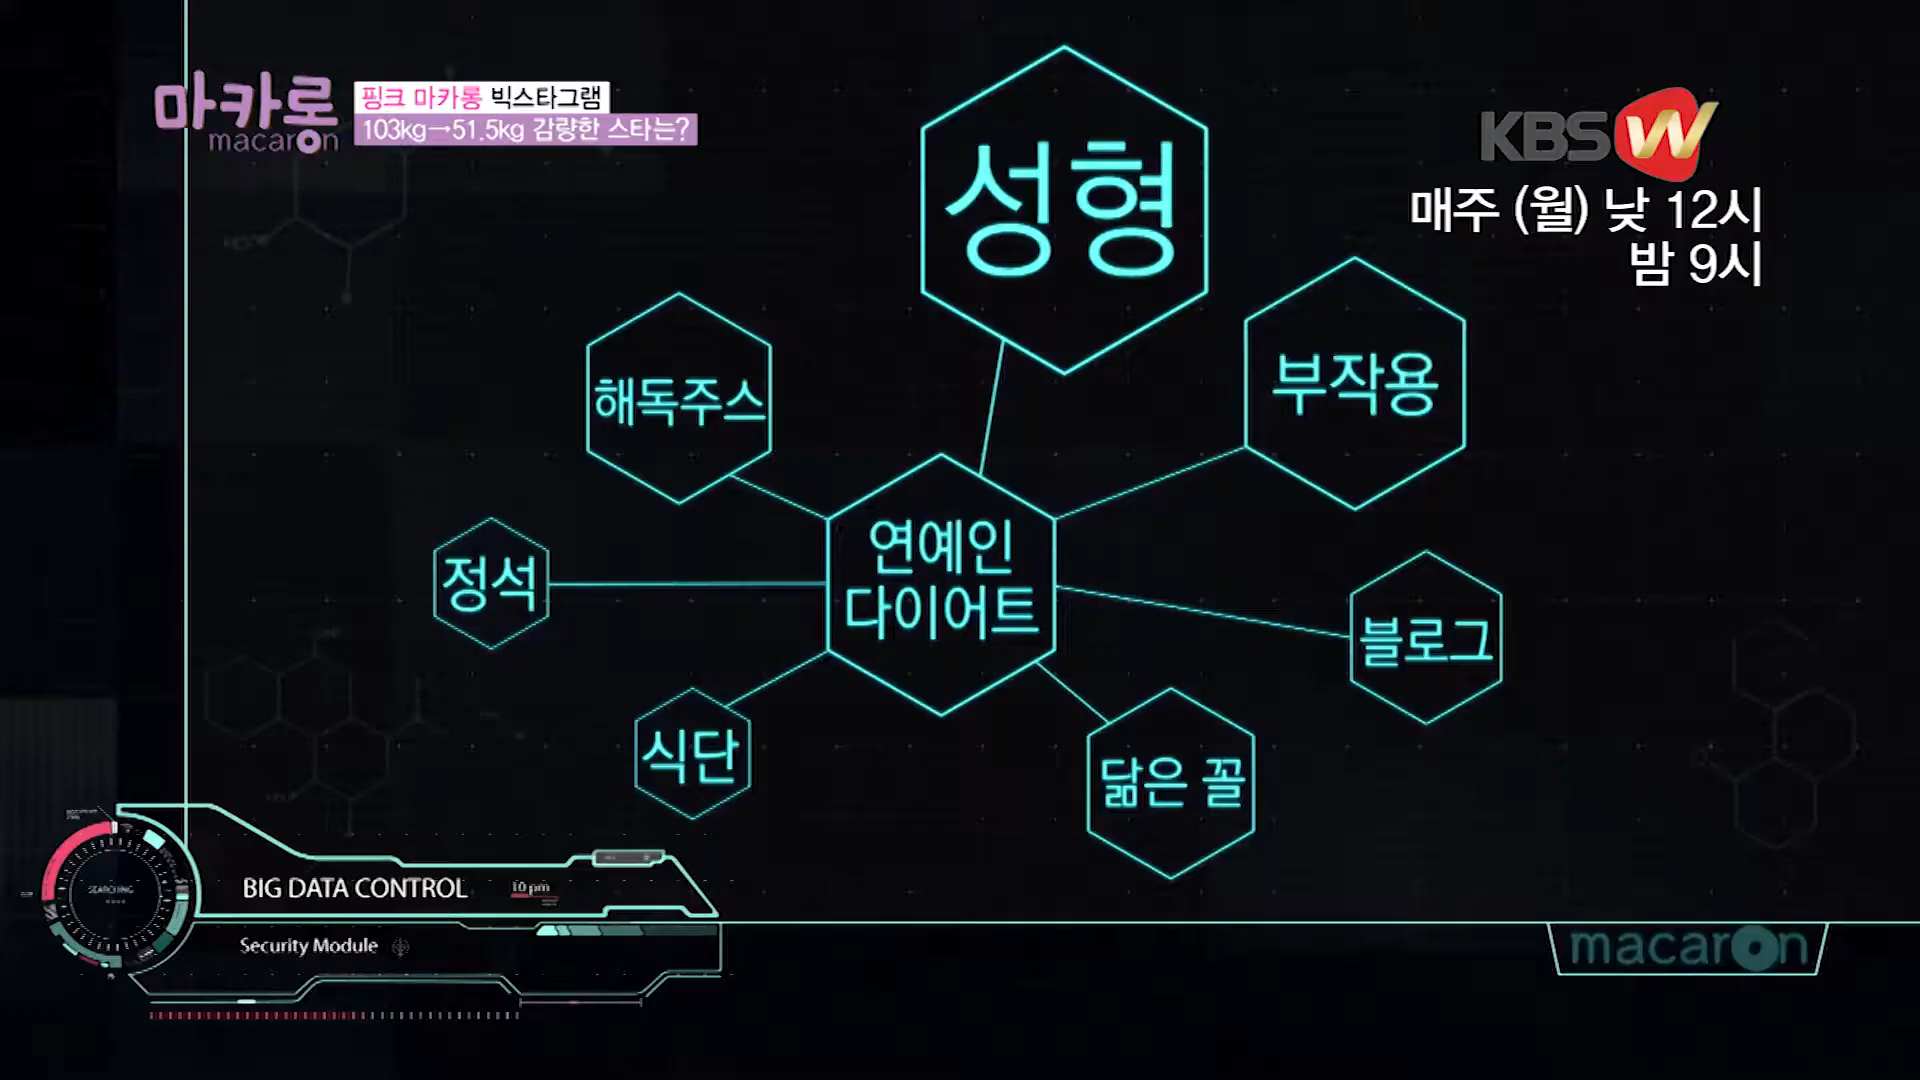 마카롱
macaron
핑크 마카롱 빅스타그램
103kg→51.5kg 감량한 스타는?
KBS W
매주 (월) 낮 12시
밤 9시
성형
부작용
해독주스
연예인
다이어트
정석
블로그
식단
닮은 꼴
SEARCHING
BIG DATA CONTROL
10 pm
Security Module
macaron